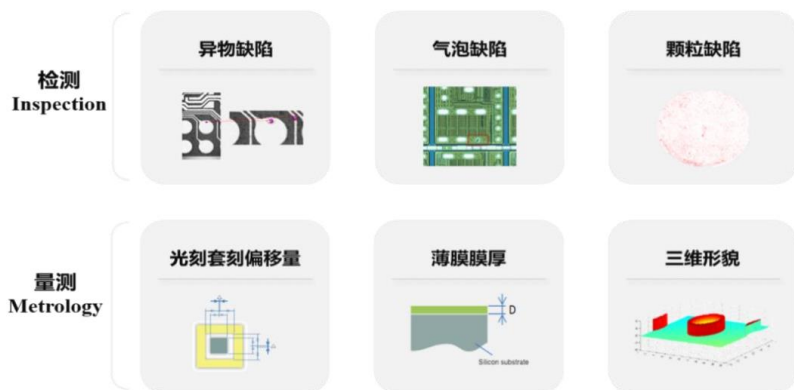 检测
Inspection
异物缺陷
气泡缺陷
颗粒缺陷
量测
Metrology
光刻套刻偏移量
薄膜膜厚
三维形貌
D
Silicon substrate